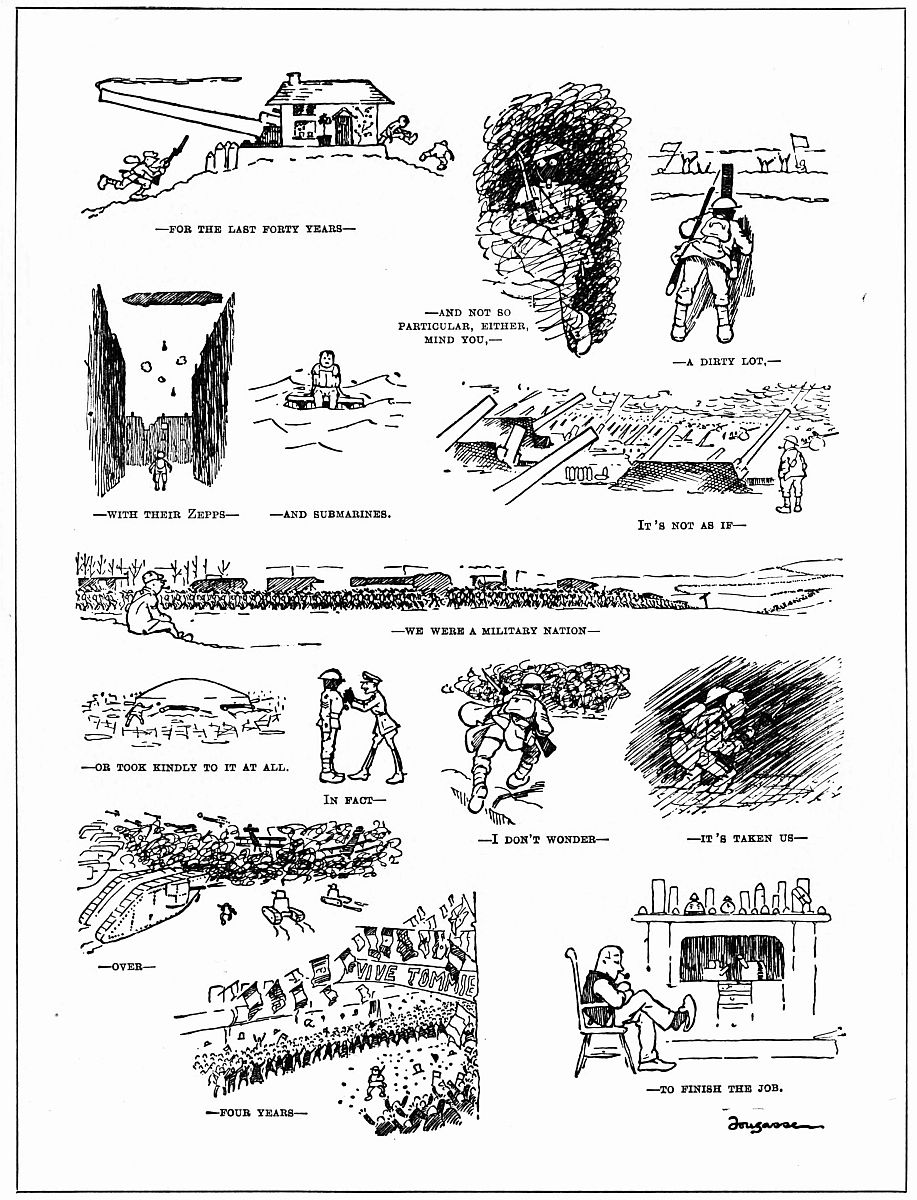 —FOR THE LAST FORTY YEARS—
—AND NOT SO
PARTICULAR, EITHER,
MIND YOU,—
—A DIRTY LOT,—
—WITH THEIR ZEPPS—
—AND SUBMARINES.
IT'S NOT AS IF—
—WE WERE A MILITARY NATION—
—OR TOOK KINDLY TO IT AT ALL.
IN FACT—
—I DON'T WONDER—
—IT'S TAKEN US—
—OVER—
VIVE TOMMIE
—FOUR YEARS—
—TO FINISH THE JOB.
Fougasse